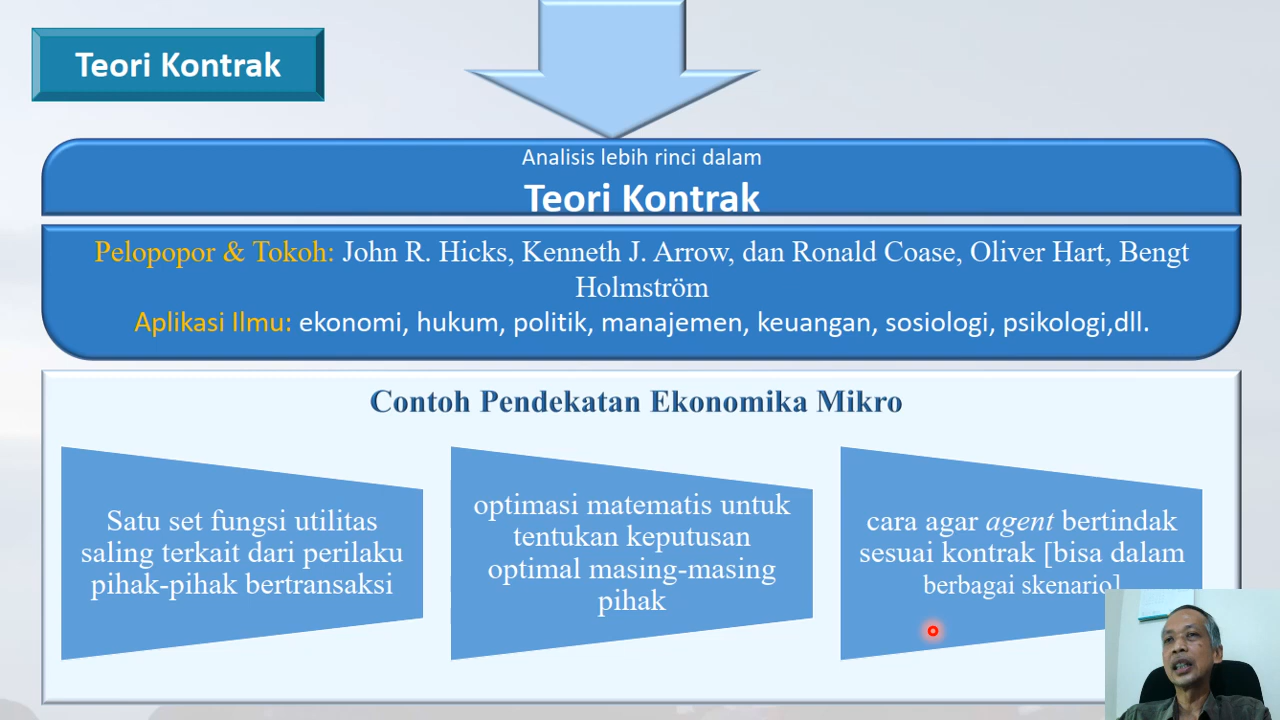 Teori Kontrak
Analisis lebih rinci dalam
Teori Kontrak
Pelopopor & Tokoh: John R. Hicks, Kenneth J. Arrow, dan Ronald Coase, Oliver Hart, Bengt
Holmström
Aplikasi Ilmu: ekonomi, hukum, politik, manajemen, keuangan, sosiologi, psikologi,dll.
Contoh Pendekatan Ekonomika Mikro
Satu set fungsi utilitas
saling terkait dari perilaku
pihak-pihak bertransaksi
optimasi matematis untuk
tentukan keputusan
optimal masing-masing
pihak
cara agar agent bertindak
sesuai kontrak [bisa dalam
berbagai skenario]